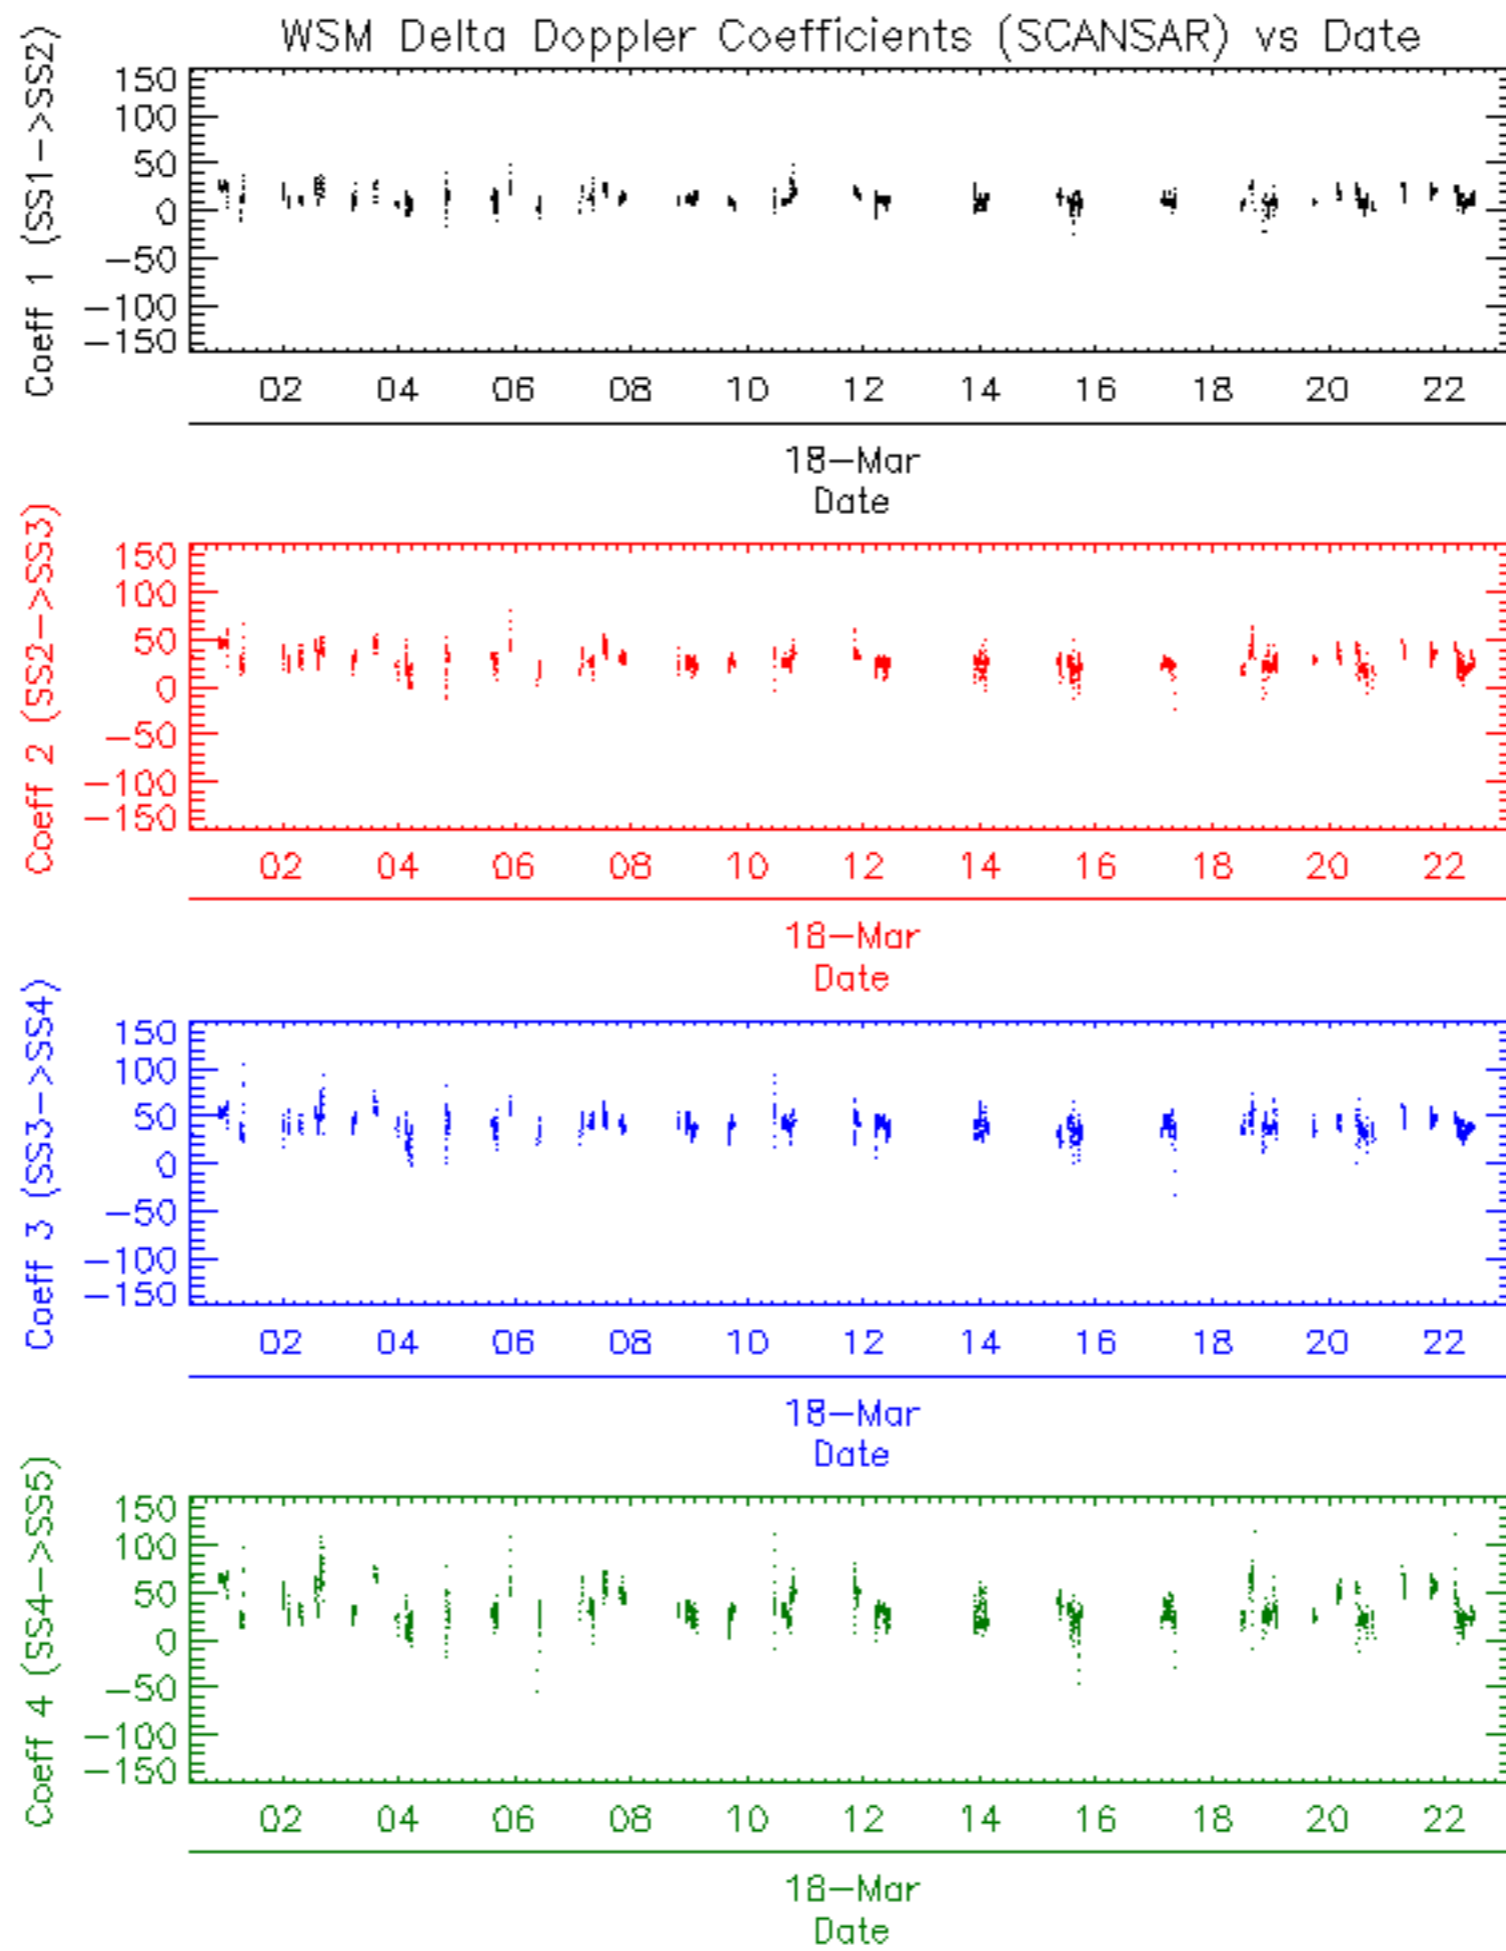 WSM Delta Doppler Coefficients (SCANSAR) vs Date
Coeff 1 (SS1->SS2)
150
100
50
0
-50
-100
-150
02 04 06 08 10 12 14 16 18 20 22
18-Mar
Date
Coeff 2 (SS2->SS3)
150
100
50
0
-50
-100
-150
02 04 06 08 10 12 14 16 18 20 22
18-Mar
Date
Coeff 3 (SS3->SS4)
150
100
50
0
-50
-100
-150
02 04 06 08 10 12 14 16 18 20 22
18-Mar
Date
Coeff 4 (SS4->SS5)
150
100
50
0
-50
-100
-150
02 04 06 08 10 12 14 16 18 20 22
18-Mar
Date